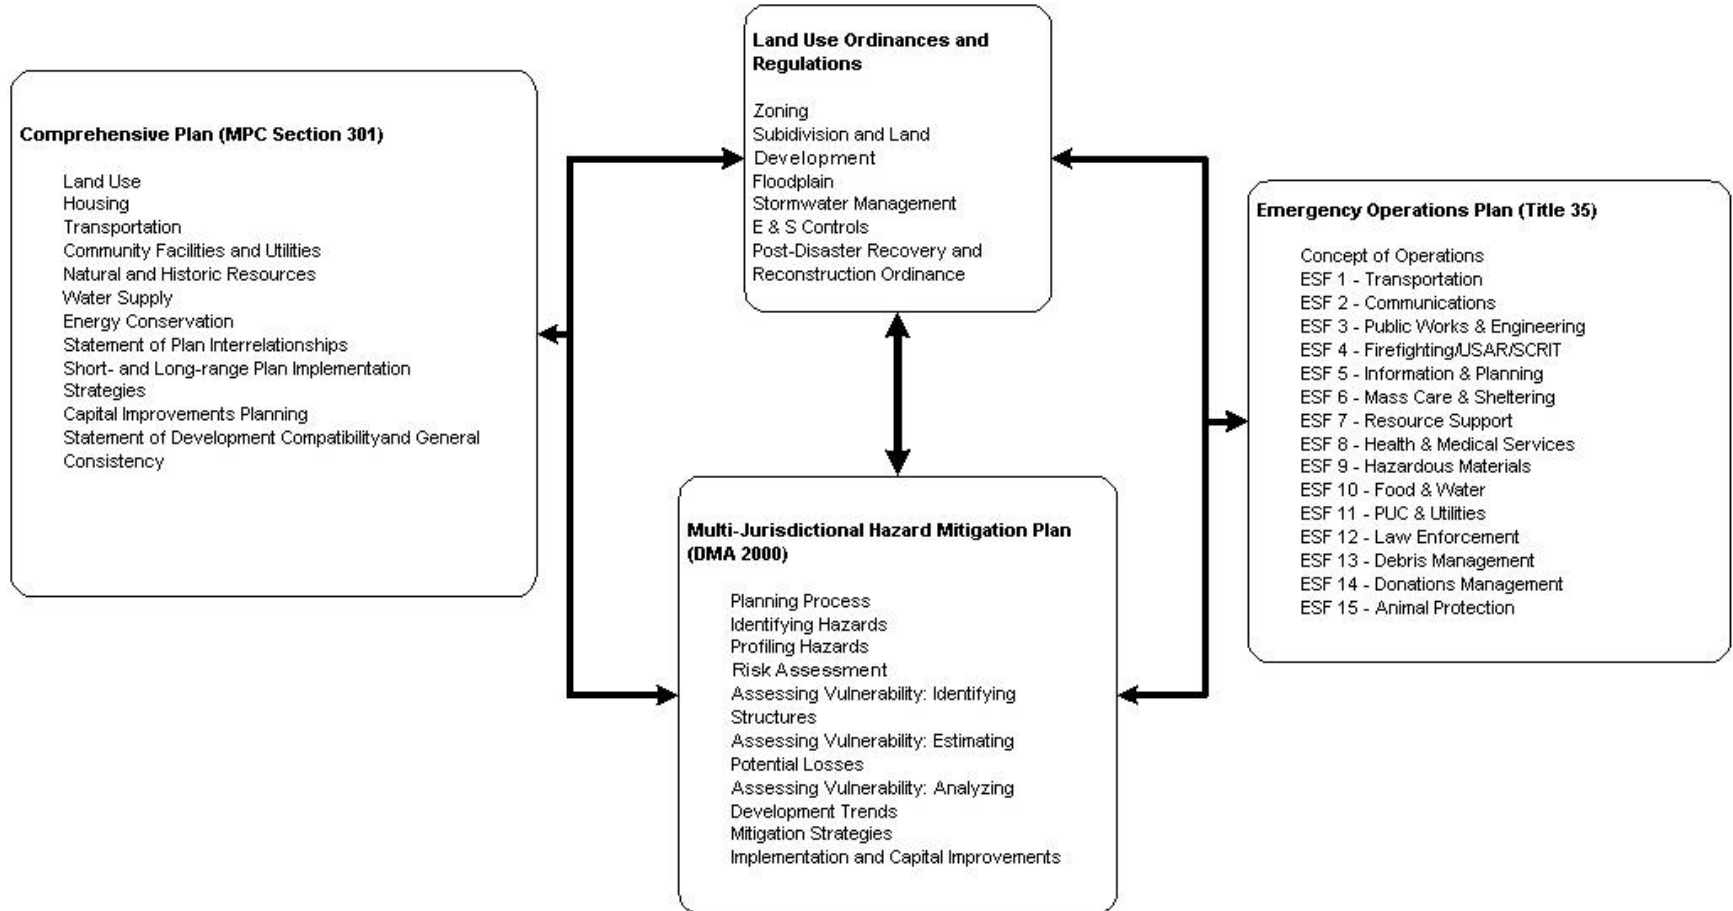 Land Use Ordinances and
Regulations
Zoning
Subidivision and Land
Development
Floodplain
Stormwater Management
E & S Controls
Post-Disaster Recovery and
Reconstruction Ordinance
Comprehensive Plan (MPC Section 301)
Land Use
Housing
Transportation
Community Facilities and Utilities
Natural and Historic Resources
Water Supply
Energy Conservation
Statement of Plan Interrelationships
Short- and Long-range Plan Implementation
Strategies
Capital Improvements Planning
Statement of Development Compatibilityand General
Consistency
Emergency Operations Plan (Title 35)
Concept of Operations
ESF 1 - Transportation
ESF 2 - Communications
ESF 3 - Public Works & Engineering
ESF 4 - Firefighting/USAR/SCRIT
ESF 5 - Information & Planning
ESF 6 - Mass Care & Sheltering
ESF 7 - Resource Support
ESF 8 - Health & Medical Services
ESF 9 - Hazardous Materials
ESF 10 - Food & Water
ESF 11 - PUC & Utilities
ESF 12 - Law Enforcement
ESF 13 - Debris Management
ESF 14 - Donations Management
ESF 15 - Animal Protection
Multi-Jurisdictional Hazard Mitigation Plan
(DMA 2000)
Planning Process
Identifying Hazards
Profiling Hazards
Risk Assessment
Assessing Vulnerability: Identifying
Structures
Assessing Vulnerability: Estimating
Potential Losses
Assessing Vulnerability: Analyzing
Development Trends
Mitigation Strategies
Implementation and Capital Improvements